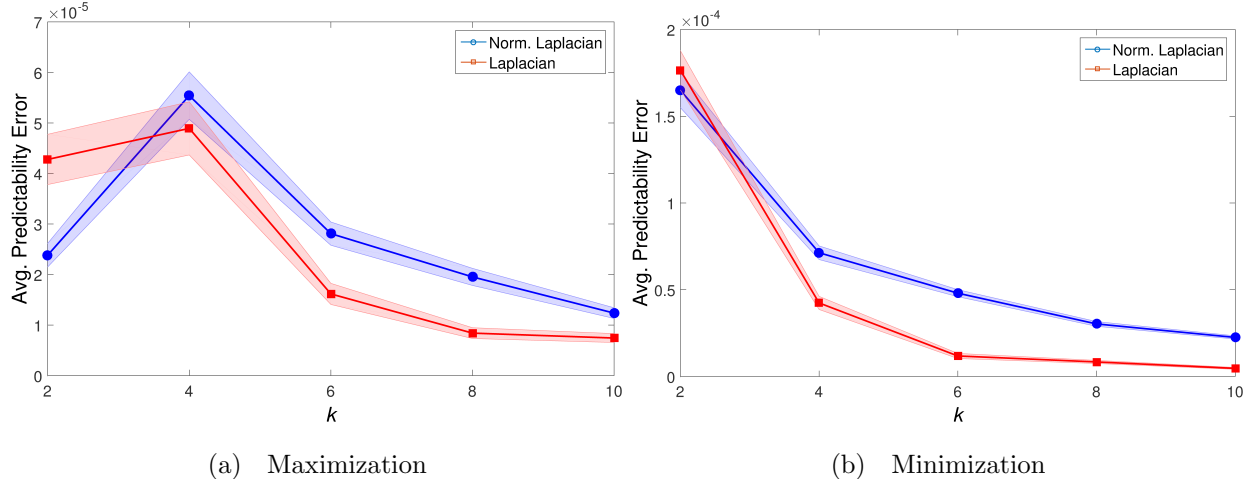 ×10⁻⁵
7
6
5
4
3
2
1
0
Avg. Predictability Error
2 4 6 8 10
k
Norm. Laplacian
Laplacian
(a) Maximization
×10⁻⁴
2
1.5
1
0.5
0
Avg. Predictability Error
2 4 6 8 10
k
Norm. Laplacian
Laplacian
(b) Minimization